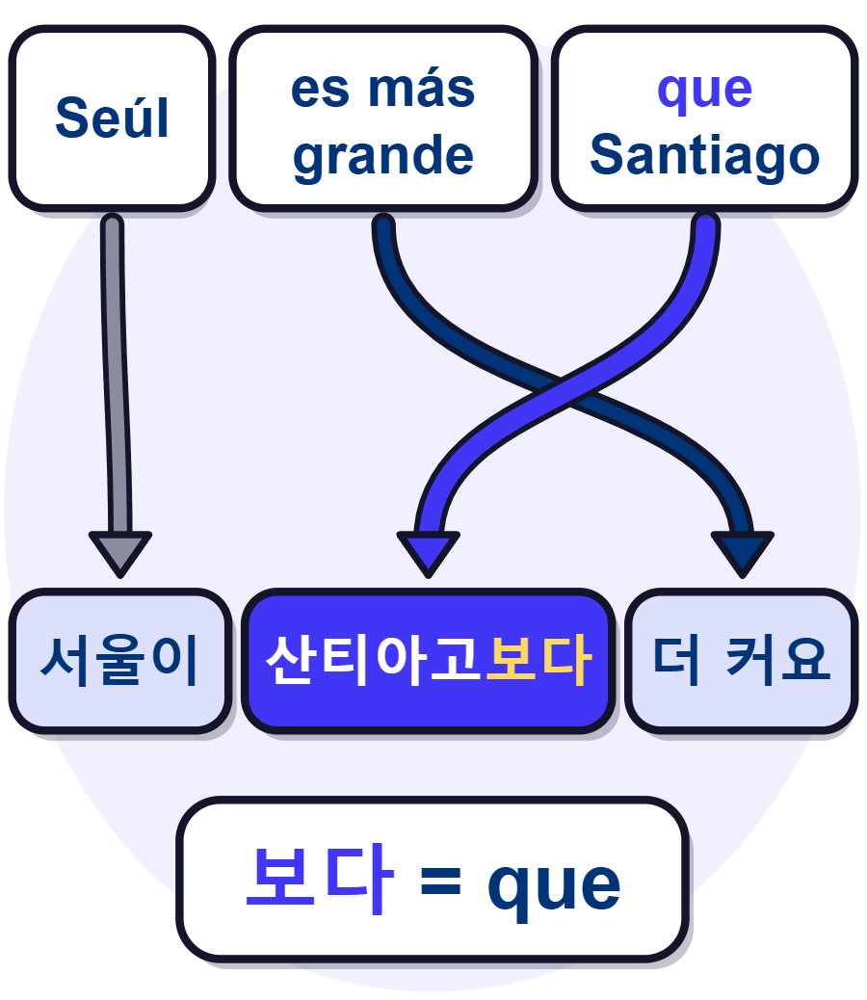 Seúl
es más
grande
que
Santiago
서울이
산티아고보다
더 커요
보다 = que